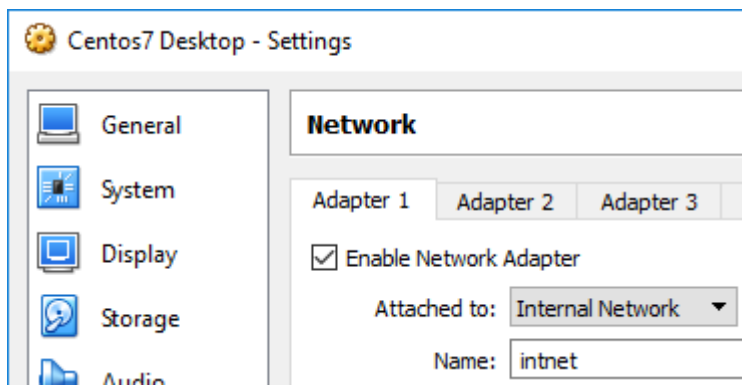 Centos7 Desktop - Settings
General
System
Display
Storage
Audio
Network
Adapter 1 Adapter 2 Adapter 3
Enable Network Adapter
Attached to: Internal Network
Name: intnet